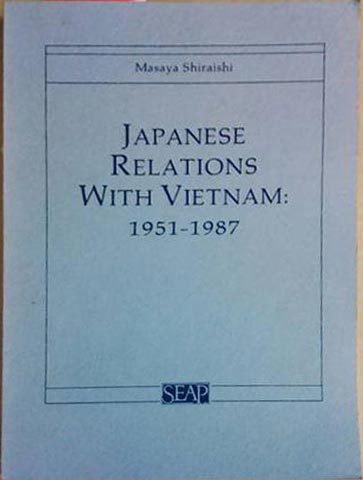 Masaya Shiraishi
JAPANESE
RELATIONS
WITH VIETNAM:
1951-1987
SEAP